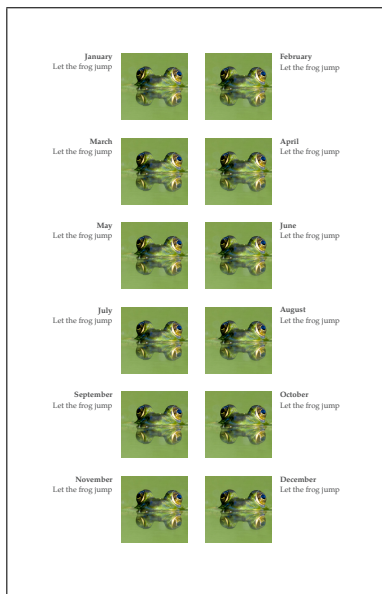 January
Let the frog jump
February
Let the frog jump
March
Let the frog jump
April
Let the frog jump
May
Let the frog jump
June
Let the frog jump
July
Let the frog jump
August
Let the frog jump
September
Let the frog jump
October
Let the frog jump
November
Let the frog jump
December
Let the frog jump